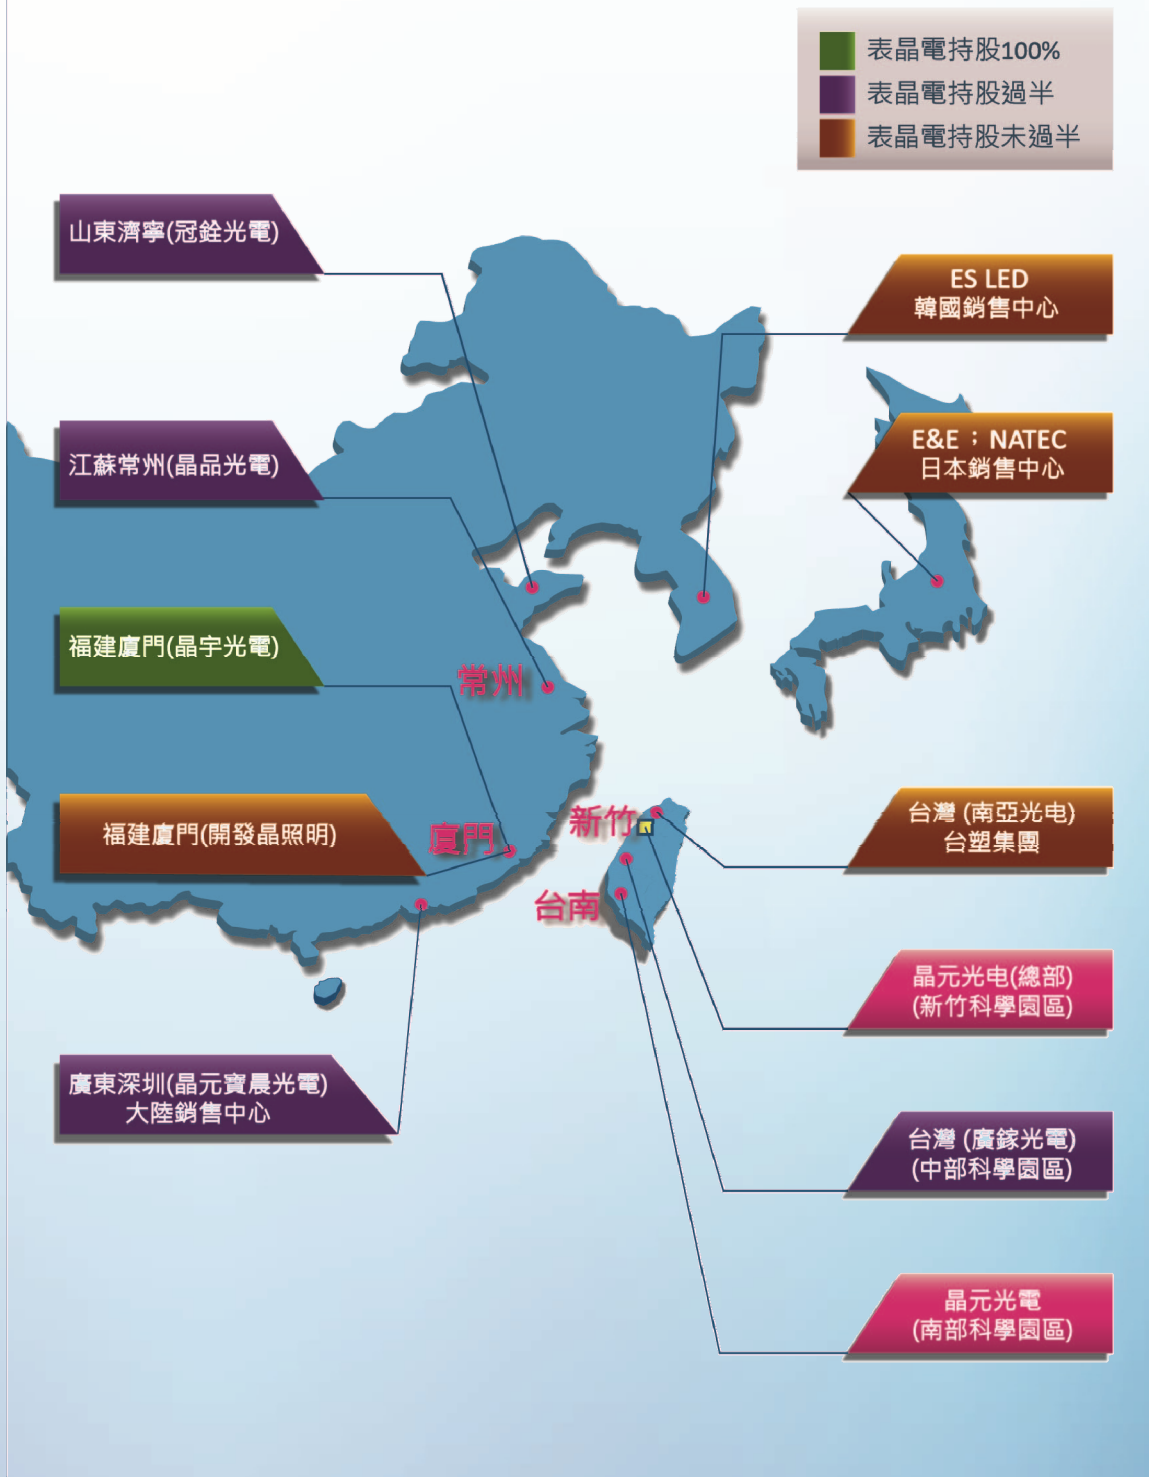 表晶電持股100%
表晶電持股過半
表晶電持股未過半
山東濟寧(冠銓光電)
ES LED
韓國銷售中心
江蘇常州(晶品光電)
E&E；NATEC
日本銷售中心
福建廈門(晶宇光電)
常州
福建廈門(開發晶照明)
廈門
新竹
台南
台灣 (南亞光电)
台塑集團
晶元光电(總部)
(新竹科學園區)
廣東深圳(晶元寶晨光電)
大陸銷售中心
台灣 (廣鎵光電)
(中部科學園區)
晶元光電
(南部科學園區)